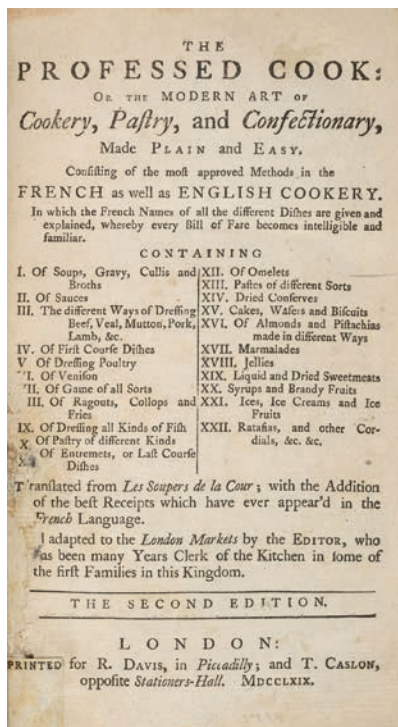 THE
PROFESSED COOK:
OR THE MODERN ART OF
Cookery, Paſtry, and Confectionary,
Made PLAIN and EASY.
Conſiſting of the moſt approved Methods in the
FRENCH as well as ENGLISH COOKERY.
In which the French Names of all the different Diſhes are given and
explained, whereby every Bill of Fare becomes intelligible and
familiar.
CONTAINING
I. Of Soups, Gravy, Cullis and
Broths
II. Of Sauces
III. The different Ways of Dreſſing
Beef, Veal, Mutton, Pork,
Lamb, &c.
IV. Of Firſt Courſe Diſhes
V Of Dreſſing Poultry
I. Of Veniſon
II. Of Game of all Sorts
III. Of Ragouts, Collops and
Fries
IX. Of Dreſſing all Kinds of Fiſh
X. Of Paſtry of different Kinds
Of Entremets, or Laſt Courſe
Diſhes
XII. Of Omelets
XIII. Paſtes of different Sorts
XIV. Dried Conſerves
XV. Cakes, Wafers and Biſcuits
XVI. Of Almonds and Piſtachias
made in different Ways
XVII. Marmalades
XVIII. Jellies
XIX. Liquid and Dried Sweetmeats
XX. Syrups and Brandy Fruits
XXI. Ices, Ice Creams and Ice
Fruits
XXII. Ratafias, and other Cor-
dials, &c. &c.
Tranſlated from Les Soupers de la Cour; with the Addition
of the beſt Receipts which have ever appear'd in the
French Language.
adapted to the London Markets by the EDITOR, who
has been many Years Clerk of the Kitchen in ſome of
the firſt Families in this Kingdom.
THE SECOND EDITION.
LONDON:
PRINTED for R. DAVIS, in Piccadilly; and T. CASLON,
oppoſite Stationers-Hall. MDCCLXIX.